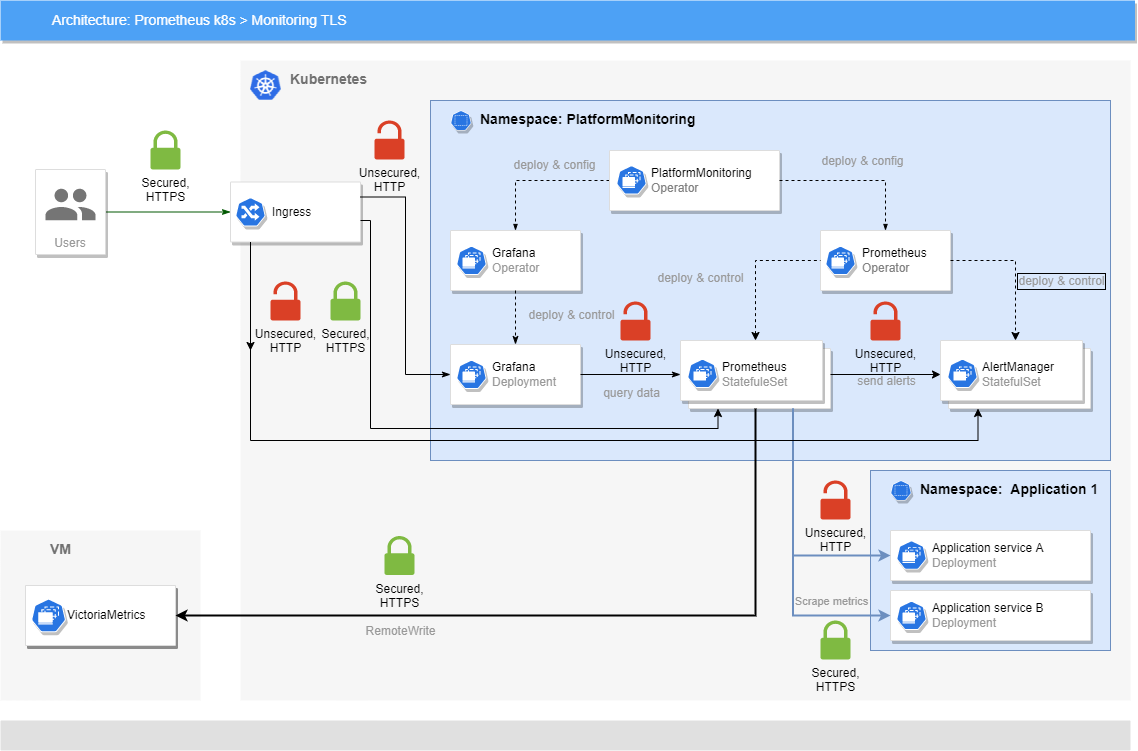 Architecture: Prometheus k8s > Monitoring TLS
Kubernetes
Namespace: PlatformMonitoring
Secured,
HTTPS
Unsecured,
HTTP
deploy & config
PlatformMonitoring
Operator
deploy & config
Users
Ingress
Grafana
Operator
Prometheus
Operator
deploy & control
deploy & control
Unsecured,
HTTP
Secured,
HTTPS
deploy & control
Unsecured,
HTTP
Unsecured,
HTTP
Grafana
Deployment
query data
Prometheus
StatefuleSet
send alerts
AlertManager
StatefulSet
Namespace:  Application 1
Unsecured,
HTTP
Application service A
Deployment
Scrape metrics
Application service B
Deployment
Secured,
HTTPS
VM
VictoriaMetrics
Secured,
HTTPS
RemoteWrite